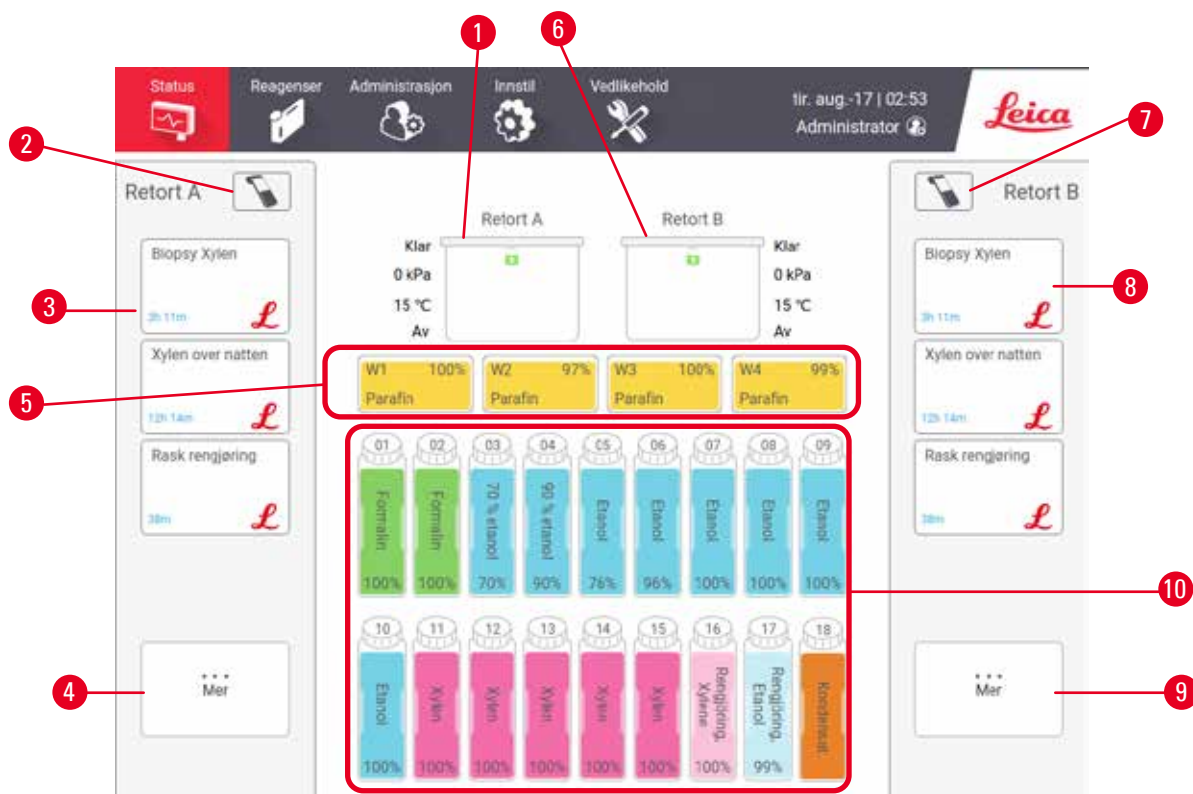 1
6
Status Reagenser Administrasjon Innstil Vedlikehold
tir. aug.-17 | 02:53
Administrator
Leica
2
7
Retort A
Retort B
Retort A
Retort B
Biopsy Xylen
3h 11m
3
Klar
0 kPa
15 °C
Av
Klar
0 kPa
15 °C
Av
Biopsy Xylen
3h 11m
8
Xylen over natten
12h 14m
Xylen over natten
12h 14m
5
W1 100% W2 97% W3 100% W4 99%
Parafin Parafin Parafin Parafin
Rask rengjøring
38m
Rask rengjøring
38m
01 02 03 04 05 06 07 08 09
Formalin Formalin 70 % etanol 90 % etanol Etanol Etanol Etanol Etanol Etanol
100% 100% 70% 90% 76% 96% 100% 100% 100%
10
10 11 12 13 14 15 16 17 18
Etanol Xylen Xylen Xylen Xylen Xylen Rengjøring, Xylene Rengjøring, Etanol Kondensat.
100% 100% 100% 100% 100% 100% 100% 99%
4
... Mer
... Mer
9